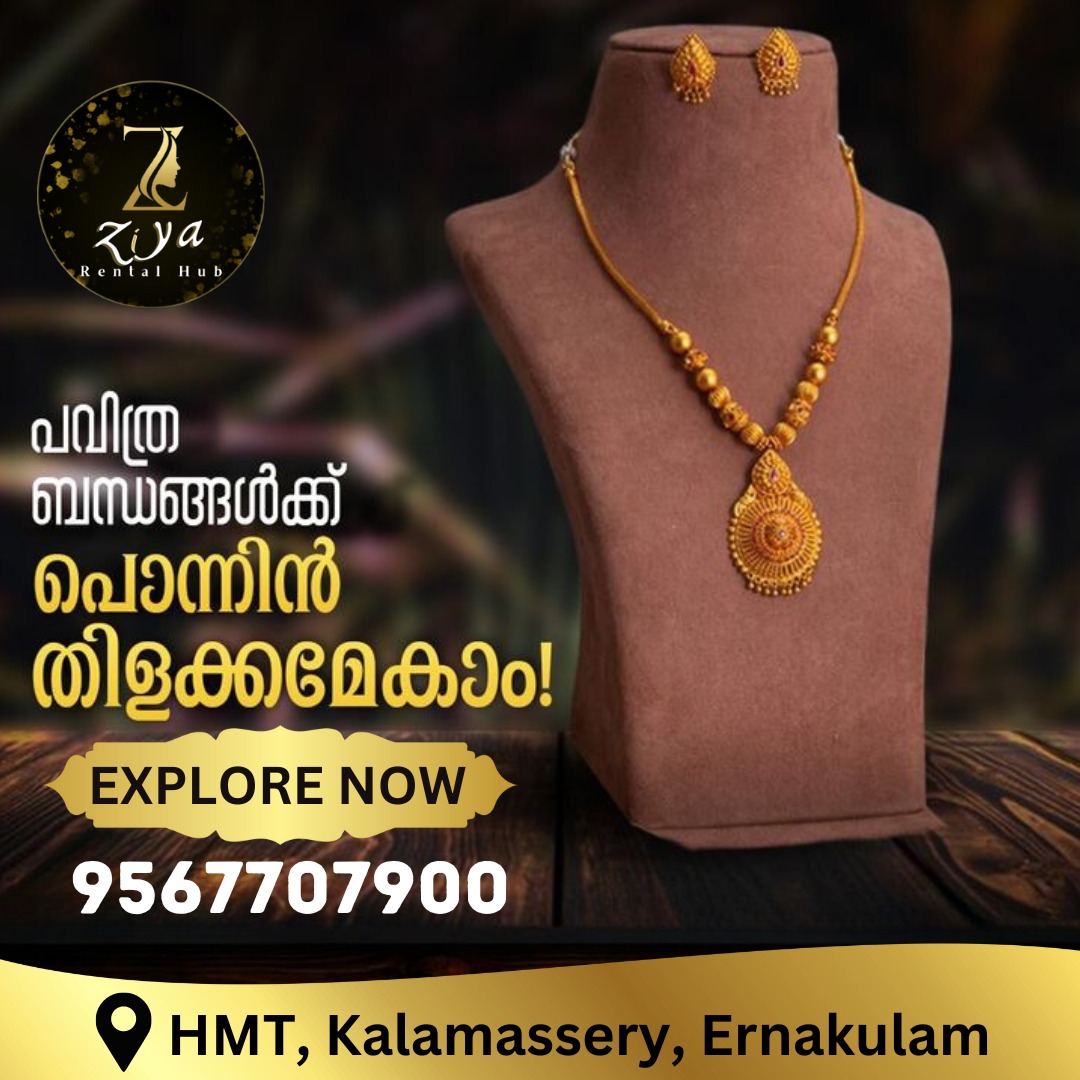 Ziya
Rental Hub
പവിത്ര
ബന്ധങ്ങൾക്ക്
പൊന്നിൻ
തിളക്കമേകാം!
EXPLORE NOW
9567707900
HMT, Kalamassery, Ernakulam